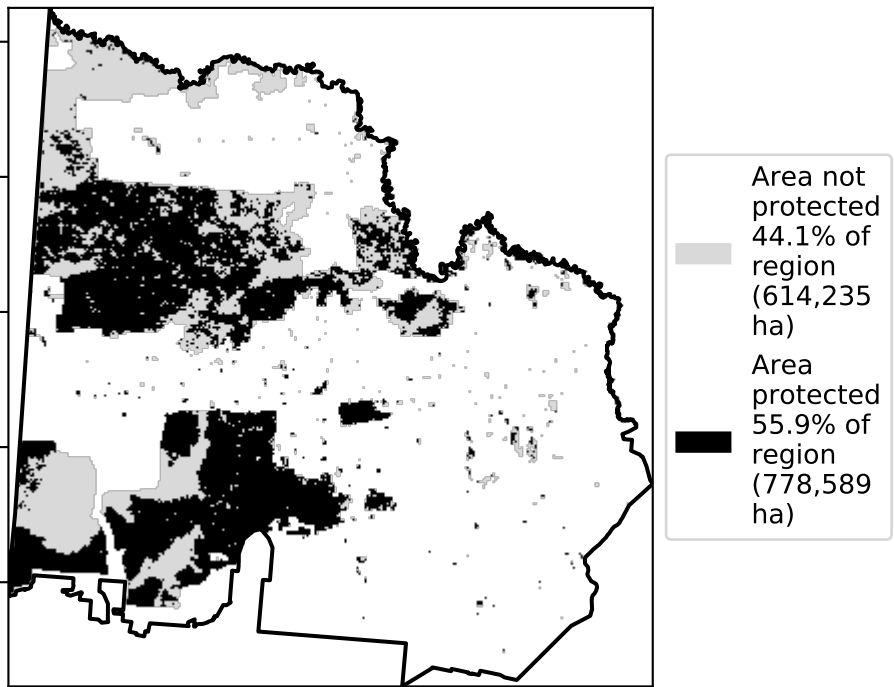 Area not
protected
44.1% of
region
(614,235
ha)
Area
protected
55.9% of
region
(778,589
ha)